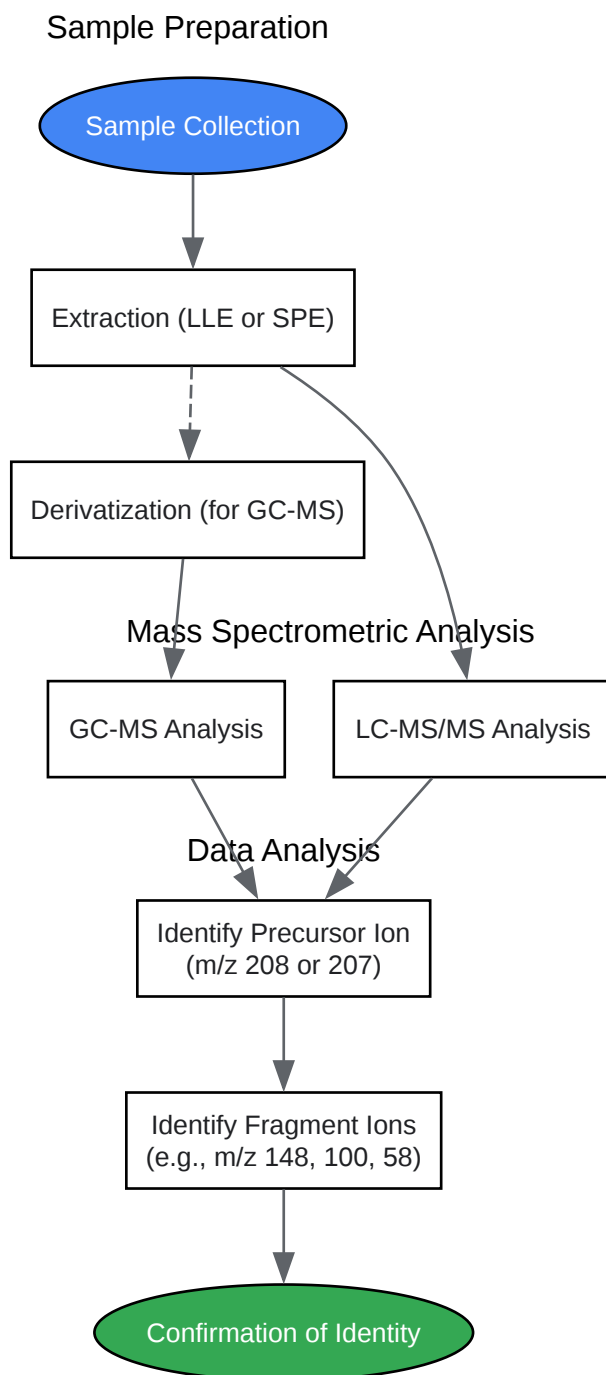 Sample Preparation
Sample Collection
Extraction (LLE or SPE)
Derivatization (for GC-MS)
Mass Spectrometric Analysis
GC-MS Analysis
LC-MS/MS Analysis
Data Analysis
Identify Precursor Ion
(m/z 208 or 207)
Identify Fragment Ions
(e.g., m/z 148, 100, 58)
Confirmation of Identity